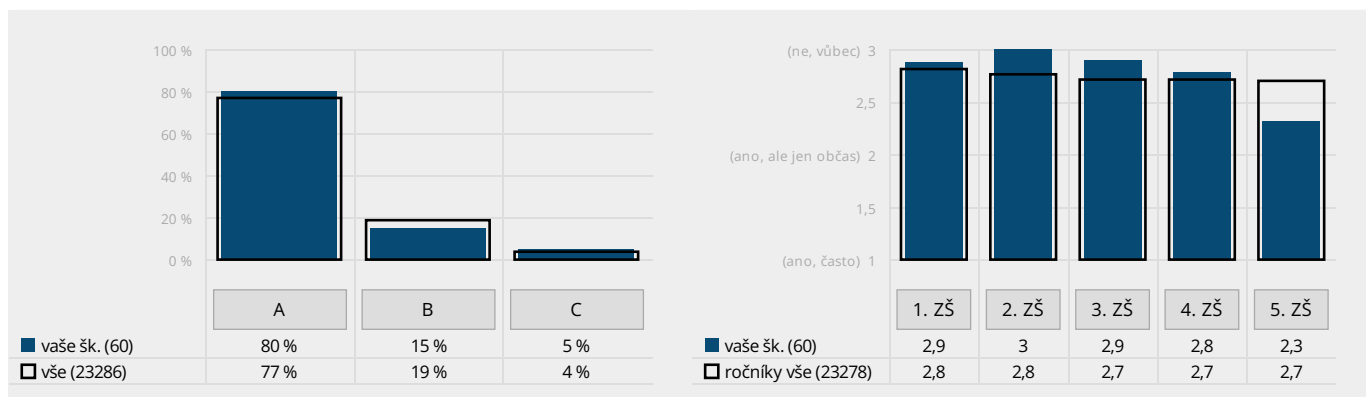 100 %
80 %
60 %
40 %
20 %
0 %
A B C
vaše šk. (60) 80 % 15 % 5 %
vše (23286) 77 % 19 % 4 %
(ne, vůbec) 3
2,5
(ano, ale jen občas) 2
1,5
(ano, často) 1
1. ZŠ 2. ZŠ 3. ZŠ 4. ZŠ 5. ZŠ
vaše šk. (60) 2,9 3 2,9 2,8 2,3
ročníky vše (23278) 2,8 2,8 2,7 2,7 2,7